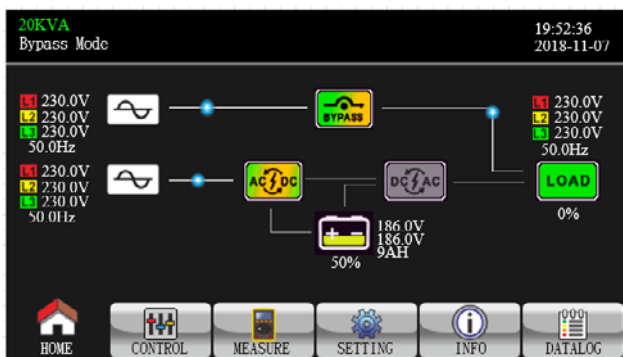 20KVA
Bypass Mode
19:52:36
2018-11-07
L1 230.0V
L2 230.0V
L3 230.0V
50.0Hz
BYPASS
L1 230.0V
L2 230.0V
L3 230.0V
50.0Hz
L1 230.0V
L2 230.0V
L3 230.0V
50.0Hz
AC DC
DC AC
LOAD
0%
186.0V
186.0V
9AH
50%
HOME
CONTROL
MEASURE
SETTING
INFO
DATALOG